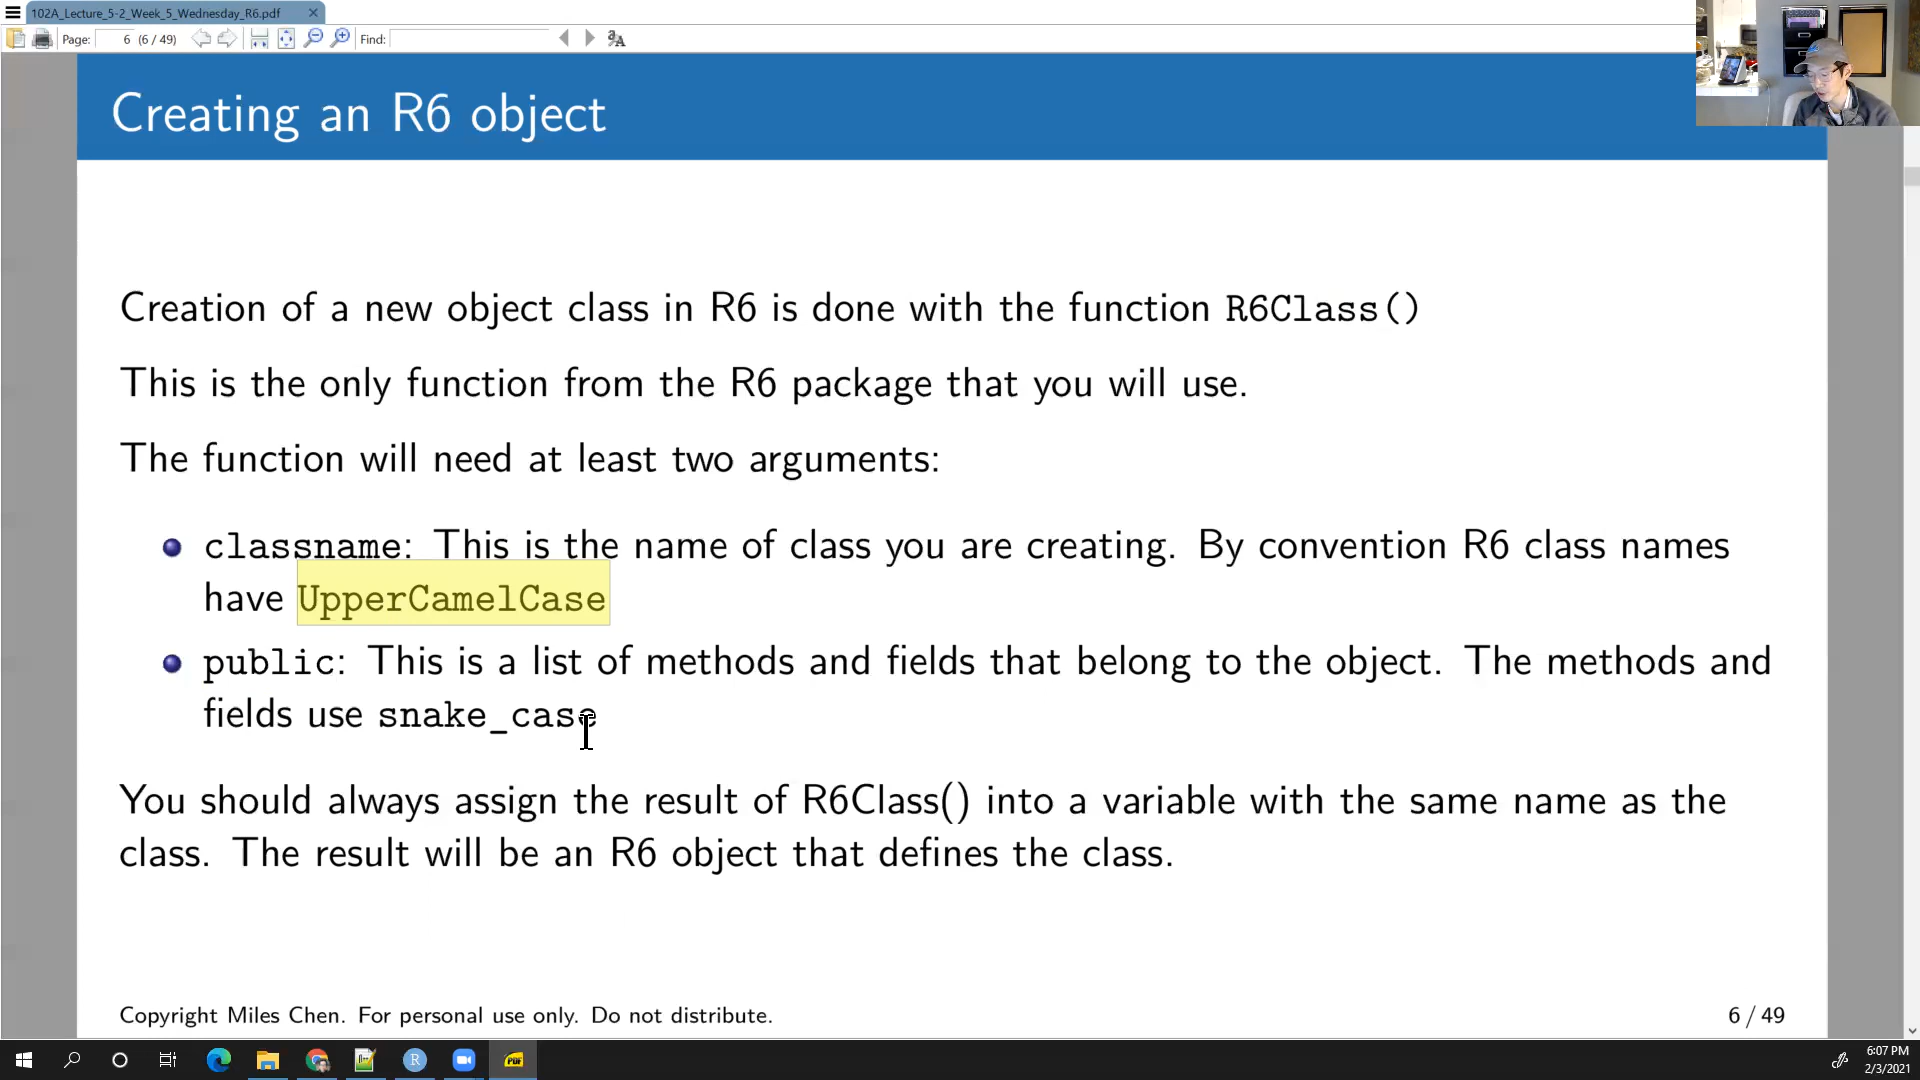 102A_Lecture_5-2_Week_5_Wednesday_R6.pdf
Page: 6 (6 / 49) Find:
Creating an R6 object
Creation of a new object class in R6 is done with the function R6Class()
This is the only function from the R6 package that you will use.
The function will need at least two arguments:
classname: This is the name of class you are creating. By convention R6 class names
have UpperCamelCase
public: This is a list of methods and fields that belong to the object. The methods and
fields use snake_case
You should always assign the result of R6Class() into a variable with the same name as the
class. The result will be an R6 object that defines the class.
Copyright Miles Chen. For personal use only. Do not distribute.
6 / 49
R
PDF
6:07 PM
2/3/2021